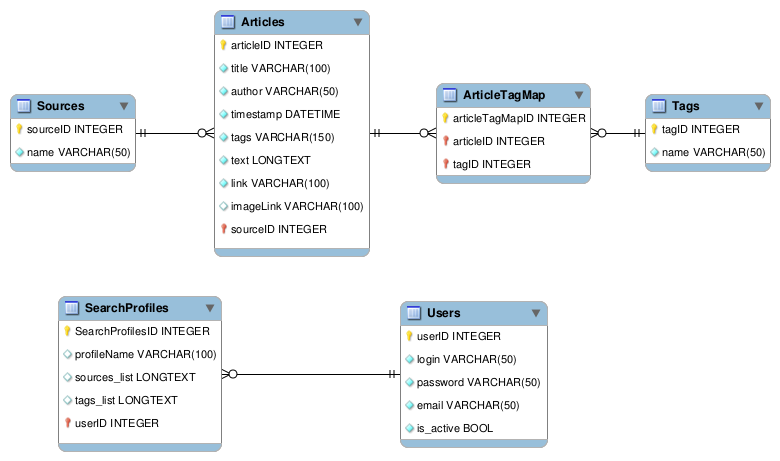 Sources
sourceID INTEGER
name VARCHAR(50)
Articles
articleID INTEGER
title VARCHAR(100)
author VARCHAR(50)
timestamp DATETIME
tags VARCHAR(150)
text LONGTEXT
link VARCHAR(100)
imageLink VARCHAR(100)
sourceID INTEGER
ArticleTagMap
articleTagMapID INTEGER
articleID INTEGER
tagID INTEGER
Tags
tagID INTEGER
name VARCHAR(50)
SearchProfiles
SearchProfilesID INTEGER
profileName VARCHAR(100)
sources_list LONGTEXT
tags_list LONGTEXT
userID INTEGER
Users
userID INTEGER
login VARCHAR(50)
password VARCHAR(50)
email VARCHAR(50)
is_active BOOL